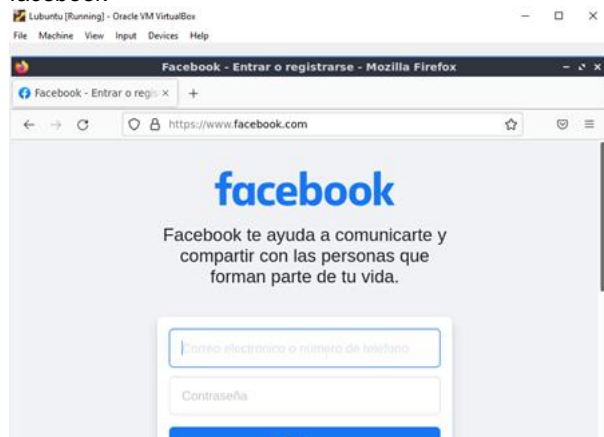 facebook
Lubuntu [Running] - Oracle VM VirtualBox
File Machine View Input Devices Help
Facebook - Entrar o registrarse - Mozilla Firefox
Facebook - Entrar o regis
https://www.facebook.com
facebook
Facebook te ayuda a comunicarte y
compartir con las personas que
forman parte de tu vida.
Correo electrónico o número de teléfono
Contraseña